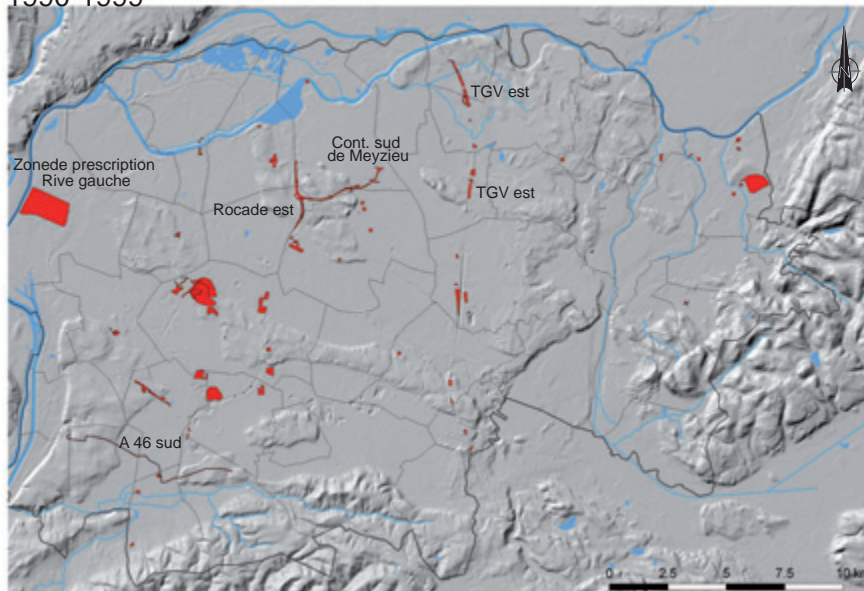 1990-1999
N
TGV est
Cont. sud
de Meyzieu
Zonede prescription
Rive gauche
TGV est
Rocade est
A 46 sud
0 2.5 5 7.5 10 km